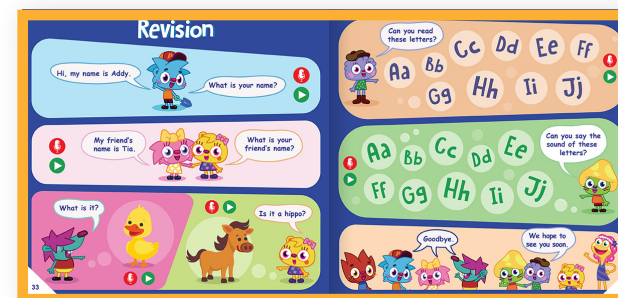 Revision
Hi, my name is Addy.
What is your name?
My friend's
name is Tia.
What is your
friend's name?
What is it?
Is it a hippo?
33
Can you read
these letters?
Aa Bb Cc Dd Ee Ff
Gg Hh Ii Jj
Aa Bb Cc Dd Ee
Ff Gg Hh Ii Jj
Can you say the
sound of these
letters?
Goodbye.
We hope to
see you soon.